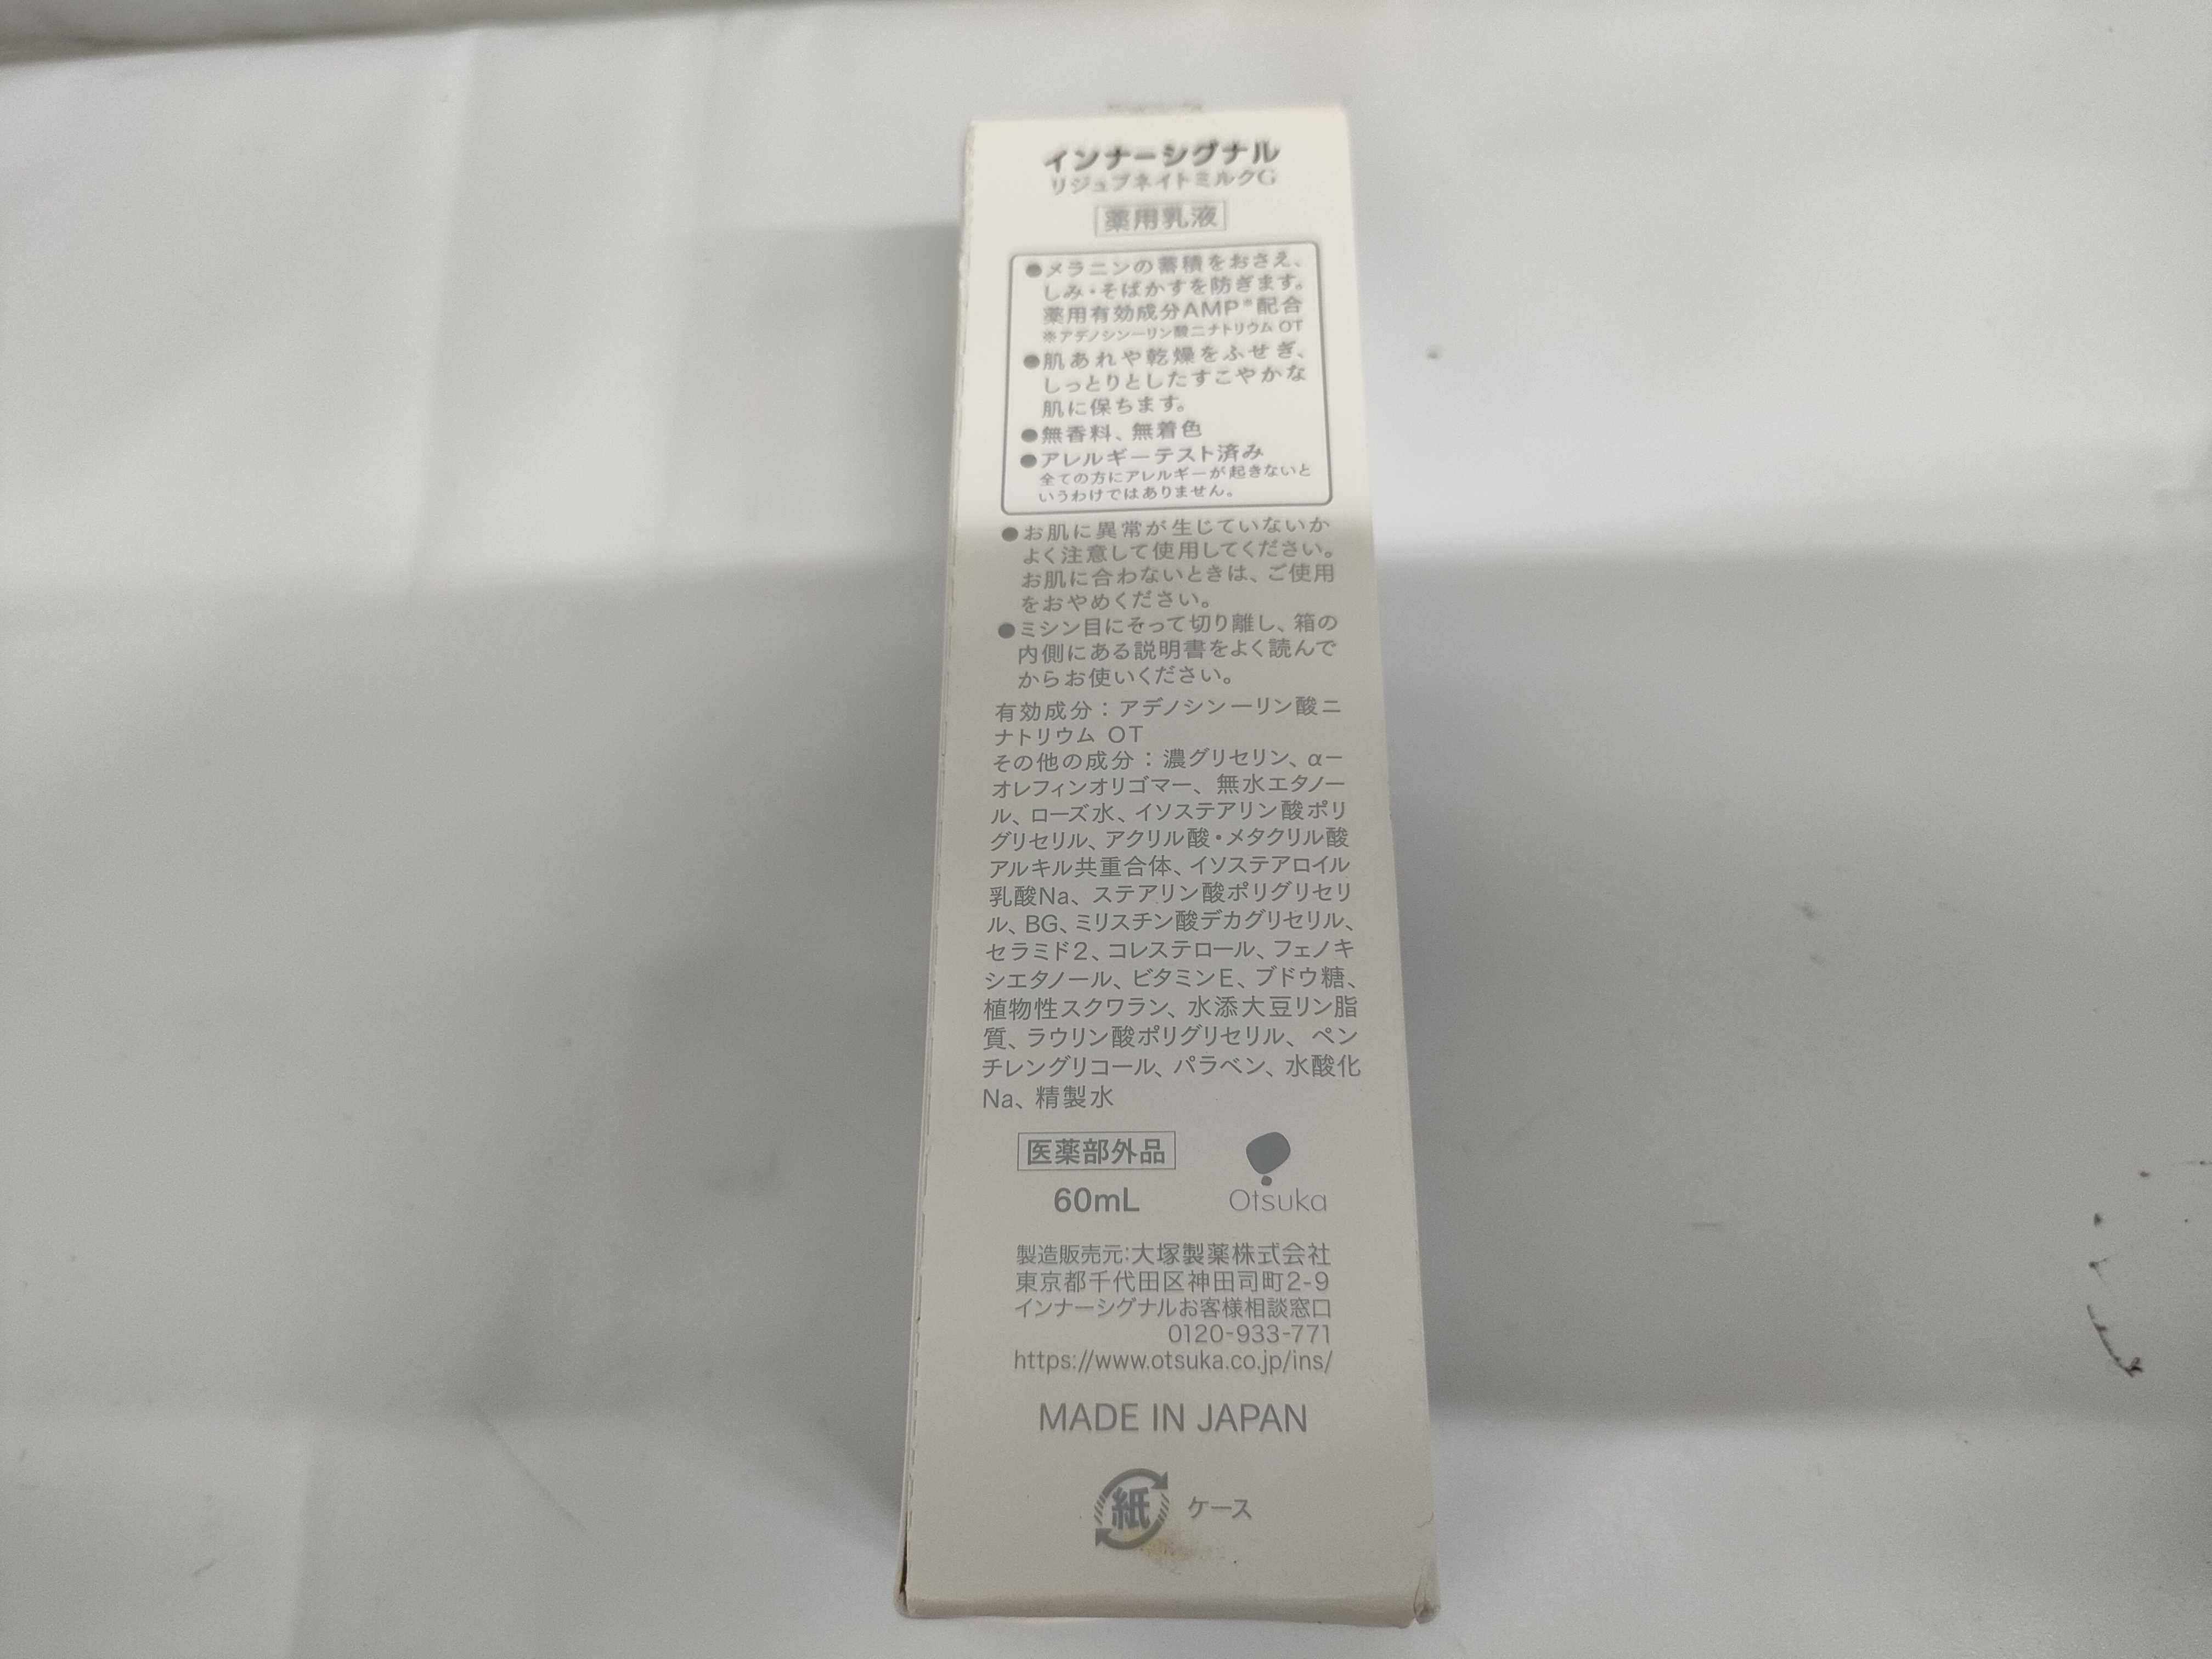 インナーシグナル
リジュブネイトミルクG
薬用乳液
●メラニンの蓄積をおさえ、
しみ・そばかすを防ぎます。
薬用有効成分AMP※配合
※アデノシン一リン酸二ナトリウム OT
●肌あれや乾燥をふせぎ、
しっとりとしたすこやかな
肌に保ちます。
●無香料、無着色
●アレルギーテスト済み
全ての方にアレルギーが起きないと
いうわけではありません。
●お肌に異常が生じていないか
よく注意して使用してください。
お肌に合わないときは、ご使用
をおやめください。
●ミシン目にそって切り離し、箱の
内側にある説明書をよく読んで
からお使いください。
有効成分：アデノシン一リン酸二
ナトリウム OT
その他の成分：濃グリセリン、α－
オレフィンオリゴマー、無水エタノー
ル、ローズ水、イソステアリン酸ポリ
グリセリル、アクリル酸・メタクリル酸
アルキル共重合体、イソステアロイル
乳酸Na、ステアリン酸ポリグリセリ
ル、BG、ミリスチン酸デカグリセリル、
セラミド2、コレステロール、フェノキ
シエタノール、ビタミンE、ブドウ糖、
植物性スクワラン、水添大豆リン脂
質、ラウリン酸ポリグリセリル、ペン
チレングリコール、パラベン、水酸化
Na、精製水
医薬部外品
60mL
Otsuka
製造販売元：大塚製薬株式会社
東京都千代田区神田司町2-9
インナーシグナルお客様相談窓口
0120-933-771
https://www.otsuka.co.jp/ins/
MADE IN JAPAN
紙 ケース